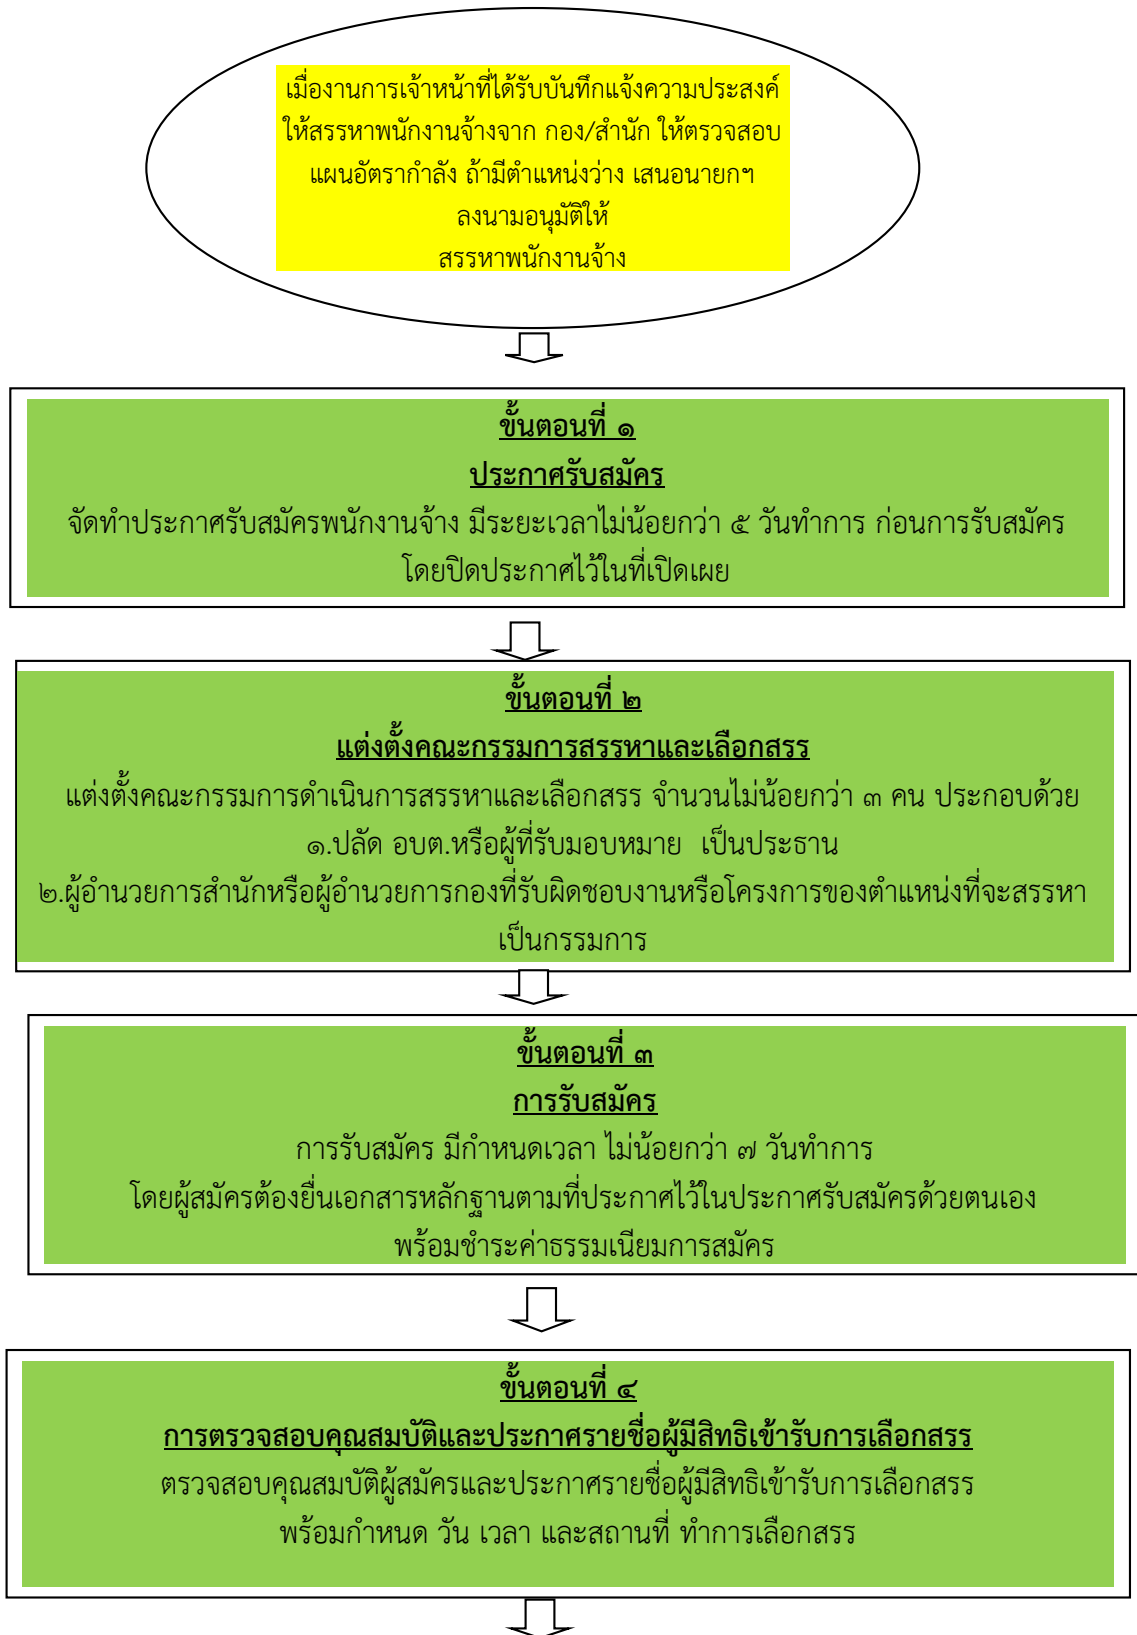 เมื่องานการเจ้าหน้าที่ได้รับบันทึกแจ้งความประสงค์
ให้สรรหาพนักงานจ้างจาก กอง/สำนัก ให้ตรวจสอบ
แผนอัตรากำลัง ถ้ามีตำแหน่งว่าง เสนอนายกฯ
ลงนามอนุมัติให้
สรรหาพนักงานจ้าง
ขั้นตอนที่ ๑
ประกาศรับสมัคร
จัดทำประกาศรับสมัครพนักงานจ้าง มีระยะเวลาไม่น้อยกว่า ๕ วันทำการ ก่อนการรับสมัคร
โดยปิดประกาศไว้ในที่เปิดเผย
ขั้นตอนที่ ๒
แต่งตั้งคณะกรรมการสรรหาและเลือกสรร
แต่งตั้งคณะกรรมการดำเนินการสรรหาและเลือกสรร จำนวนไม่น้อยกว่า ๓ คน ประกอบด้วย
๑.ปลัด อบต.หรือผู้ที่รับมอบหมาย เป็นประธาน
๒.ผู้อำนวยการสำนักหรือผู้อำนวยการกองที่รับผิดชอบงานหรือโครงการของตำแหน่งที่จะสรรหา
เป็นกรรมการ
ขั้นตอนที่ ๓
การรับสมัคร
การรับสมัคร มีกำหนดเวลา ไม่น้อยกว่า ๗ วันทำการ
โดยผู้สมัครต้องยื่นเอกสารหลักฐานตามที่ประกาศไว้ในประกาศรับสมัครด้วยตนเอง
พร้อมชำระค่าธรรมเนียมการสมัคร
ขั้นตอนที่ ๔
การตรวจสอบคุณสมบัติและประกาศรายชื่อผู้มีสิทธิเข้ารับการเลือกสรร
ตรวจสอบคุณสมบัติผู้สมัครและประกาศรายชื่อผู้มีสิทธิเข้ารับการเลือกสรร
พร้อมกำหนด วัน เวลา และสถานที่ ทำการเลือกสรร